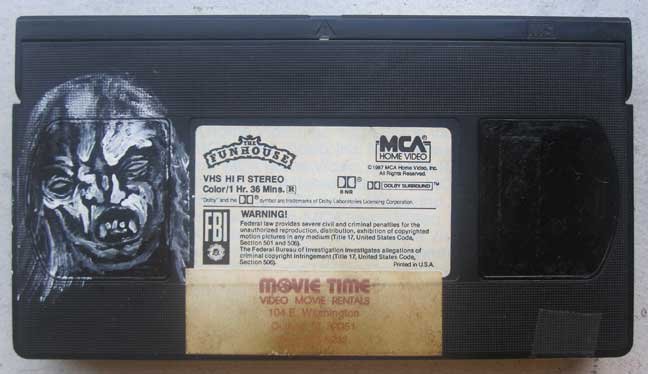 VHS
THE
FUNHOUSE
MCA
HOME VIDEO
©1987 MCA Home Video, Inc.
All Rights Reserved.
VHS HI FI STEREO
Color/1 Hr. 36 Mins. R
B NR
DOLBY SURROUND™
"Dolby" and the symbol are trademarks of Dolby Laboratories Licensing Corporation.
FBI
WARNING!
Federal law provides severe civil and criminal penalties for the
unauthorized reproduction, distribution, exhibition of copyrighted
motion pictures in any medium (Title 17, United States Code,
Section 501 and 506).
The Federal Bureau of Investigation investigates allegations of
criminal copyright infringement (Title 17, United States Code,
Section 506).
Printed in U.S.A.
MOVIE TIME
VIDEO MOVIE RENTALS
104 E.